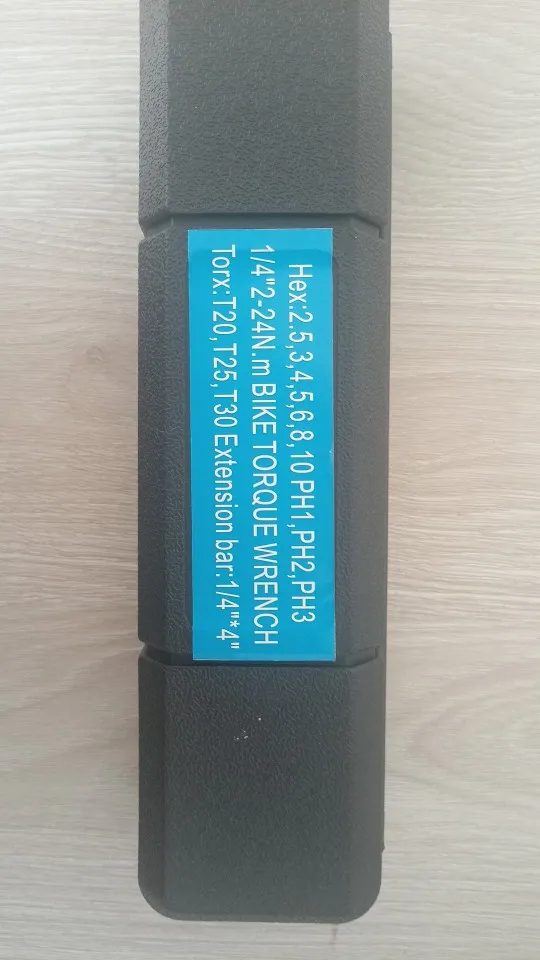 Hex:2.5,3,4,5,6,8,10 PH1,PH2,PH3
1/4"2-24N.m BIKE TORQUE WRENCH
Torx:T20,T25,T30 Extension bar:1/4"*4"